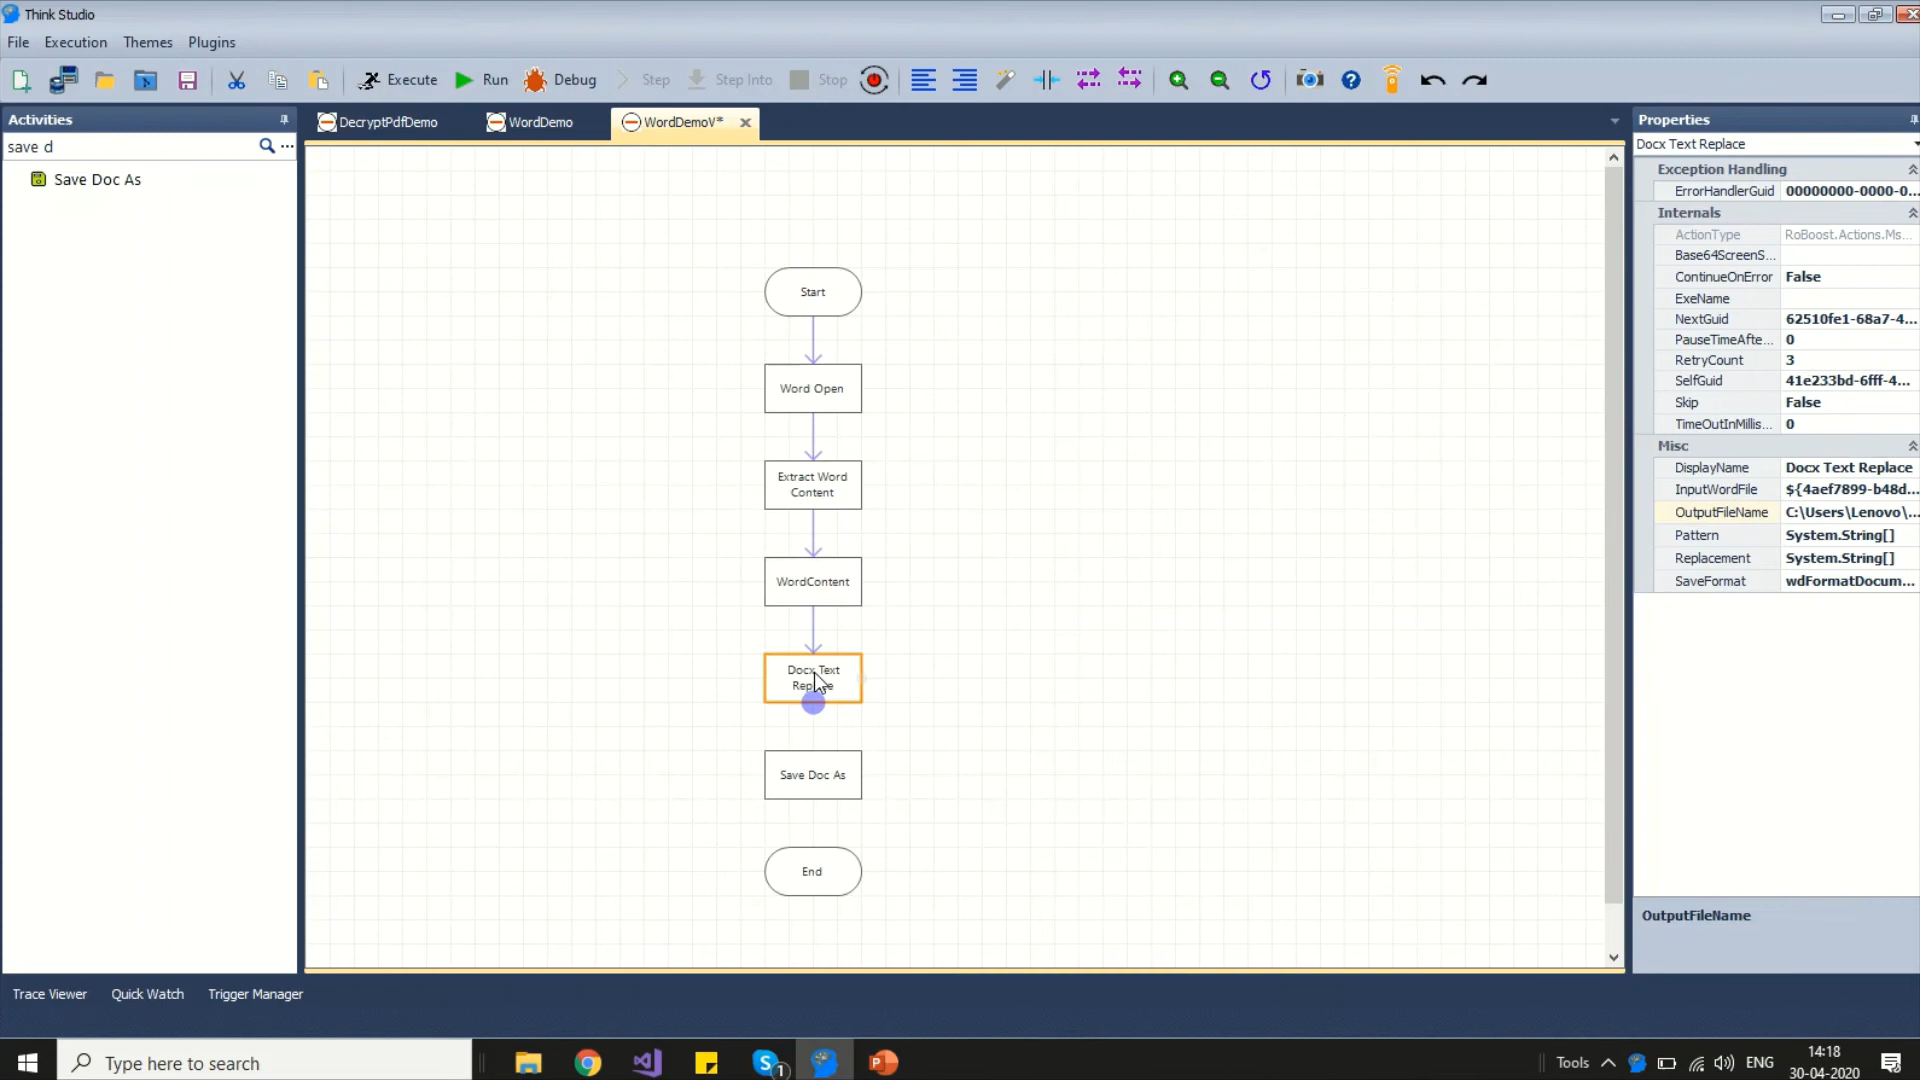 Think Studio
File Execution Themes Plugins
Execute Run Debug Step Step Into Stop
Activities
save d
Save Doc As
DecryptPdfDemo WordDemo WordDemoV*
Start
Word Open
Extract Word
Content
WordContent
Docx Text
Save Doc As
End
Properties
Docx Text Replace
Exception Handling
ErrorHandlerGuid 00000000-0000-0...
Internals
ActionType RoBoost.Actions.Ms...
Base64ScreenS...
ContinueOnError False
ExeName
NextGuid 62510fe1-68a7-4...
PauseTimeAfte... 0
RetryCount 3
SelfGuid 41e233bd-6fff-4...
Skip False
TimeOutInMillis... 0
Misc
DisplayName Docx Text Replace
InputWordFile ${4aef7899-b48d...
OutputFileName C:\Users\Lenovo\...
Pattern System.String[]
Replacement System.String[]
SaveFormat wdFormatDocum...
OutputFileName
Trace Viewer Quick Watch Trigger Manager
Type here to search
1
Tools ENG
14:18
30-04-2020